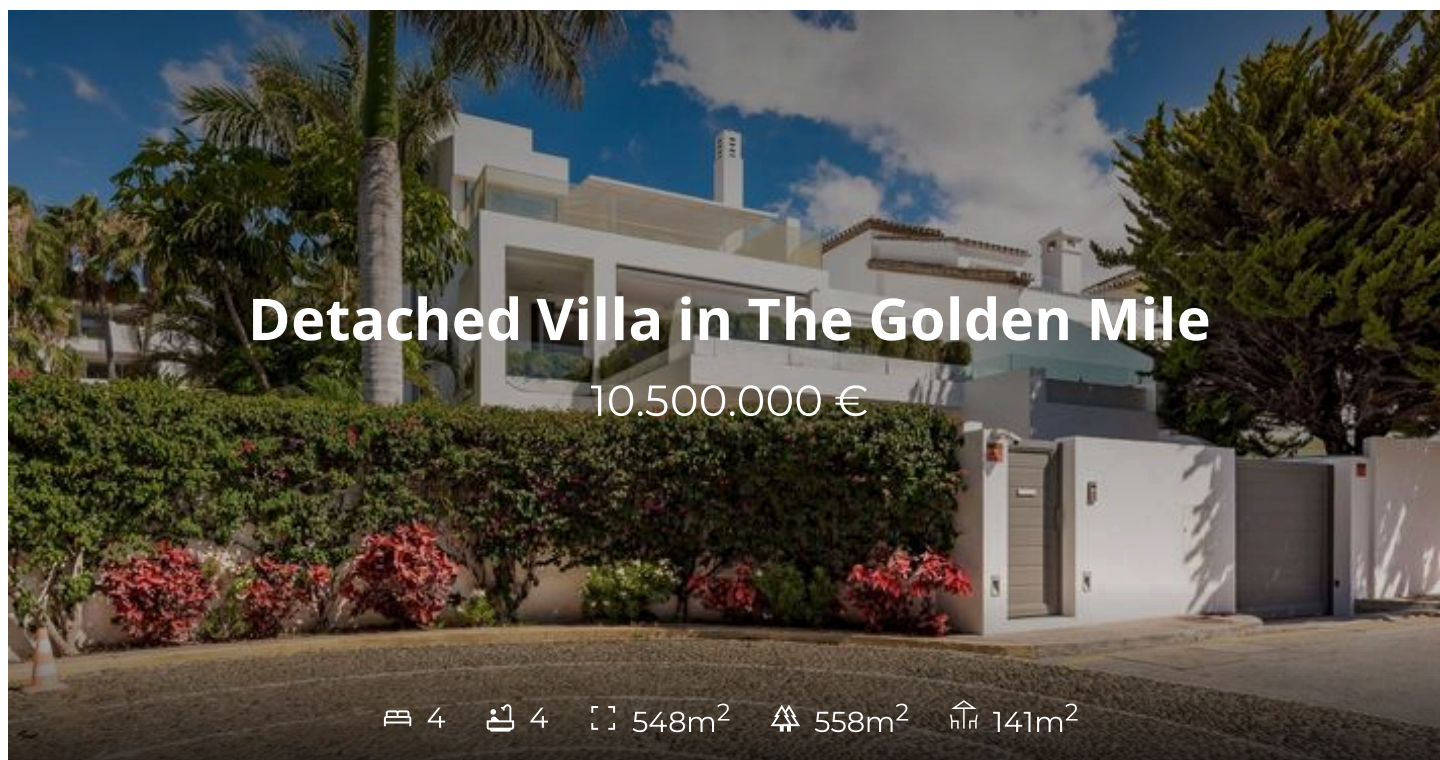 Detached Villa in The Golden Mile
10.500.000 €
4 4 548m² 558m² 141m²